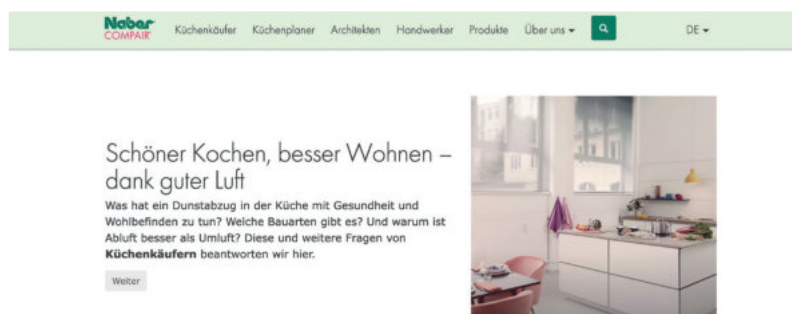 Naber
COMPAIR
Küchenkäufer Küchenplaner Architekten Handwerker Produkte Über uns DE
Schöner Kochen, besser Wohnen –
dank guter Luft
Was hat ein Dunstabzug in der Küche mit Gesundheit und
Wohlbefinden zu tun? Welche Bauarten gibt es? Und warum ist
Abluft besser als Umluft? Diese und weitere Fragen von
Küchenkäufern beantworten wir hier.
Weiter